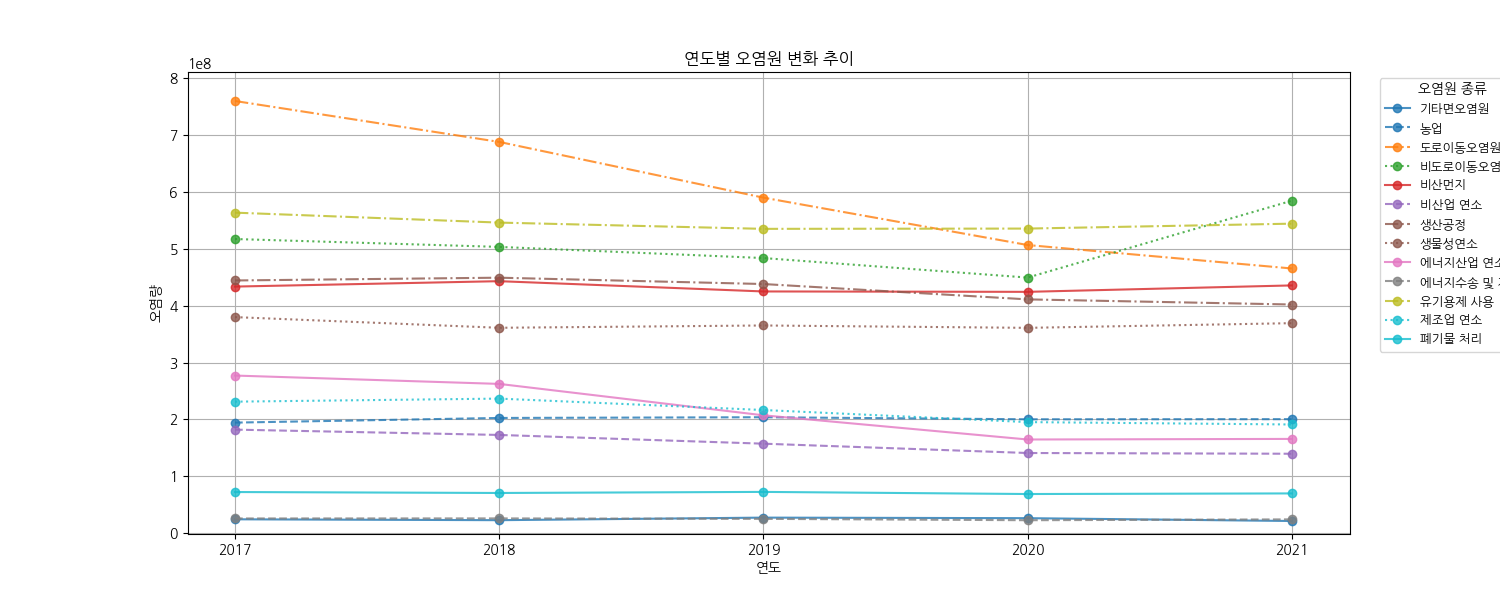 연도별 오염원 변화 추이
1e8
8
7
6
5
4
3
2
1
0
오염량
2017 2018 2019 2020 2021
연도
오염원 종류
기타면오염원
농업
도로이동오염원
비도로이동오염
비산먼지
비산업 연소
생산공정
생물성연소
에너지산업 연소
에너지수송 및
유기용제 사용
제조업 연소
폐기물 처리